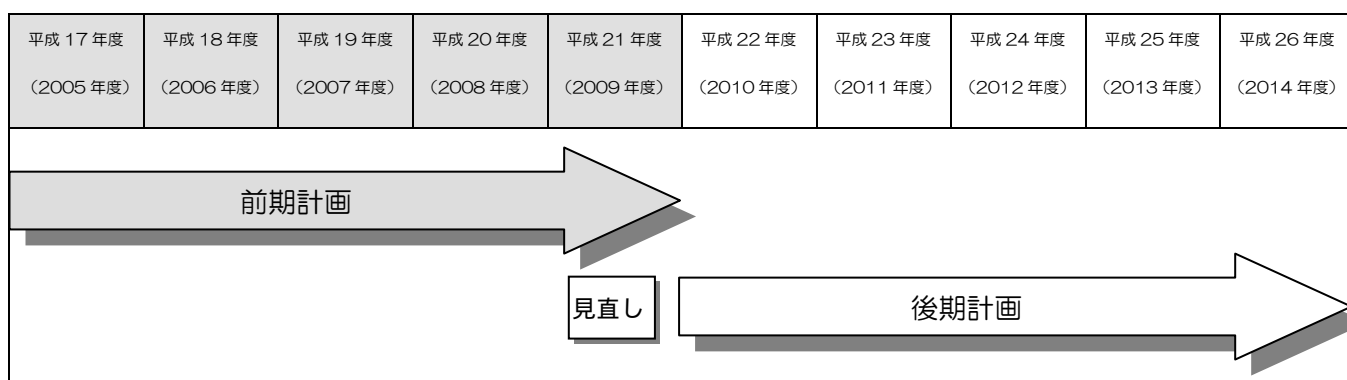 平成 17 年度 平成 18 年度 平成 19 年度 平成 20 年度 平成 21 年度 平成 22 年度 平成 23 年度 平成 24 年度 平成 25 年度 平成 26 年度
（2005 年度） （2006 年度） （2007 年度） （2008 年度） （2009 年度） （2010 年度） （2011 年度） （2012 年度） （2013 年度） （2014 年度）
前期計画
見直し 後期計画